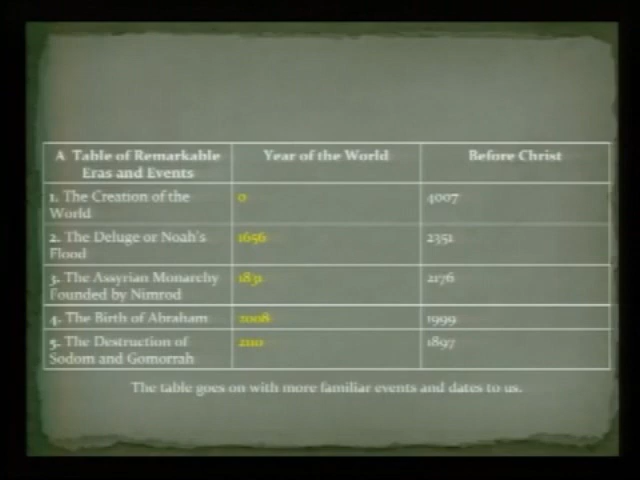 A Table of Remarkable Year of the World Before Christ
Eras and Events
1. The Creation of the 0 4007
World
2. The Deluge or Noah's 1656 2351
Flood
3. The Assyrian Monarchy 1831 2176
Founded by Nimrod
4. The Birth of Abraham 2008 1999
5. The Destruction of 2110 1897
Sodom and Gomorrah
The table goes on with more familiar events and dates to us.